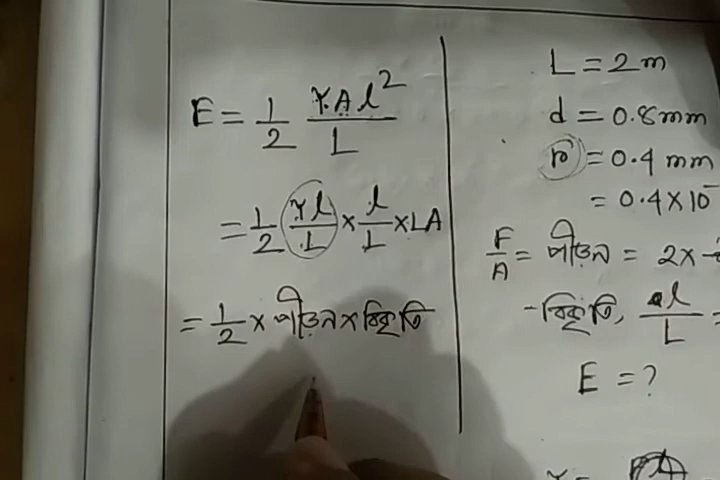 E = 1/2 YAl²/L
= 1/2 Yl/L × l/L × LA
= 1/2 × পীড়ন × বিকৃতি
L = 2m
d = 0.8mm
r = 0.4 mm
= 0.4×10⁻
F/A = পীড়ন = 2×
বিকৃতি, l/L =
E = ?
Y =